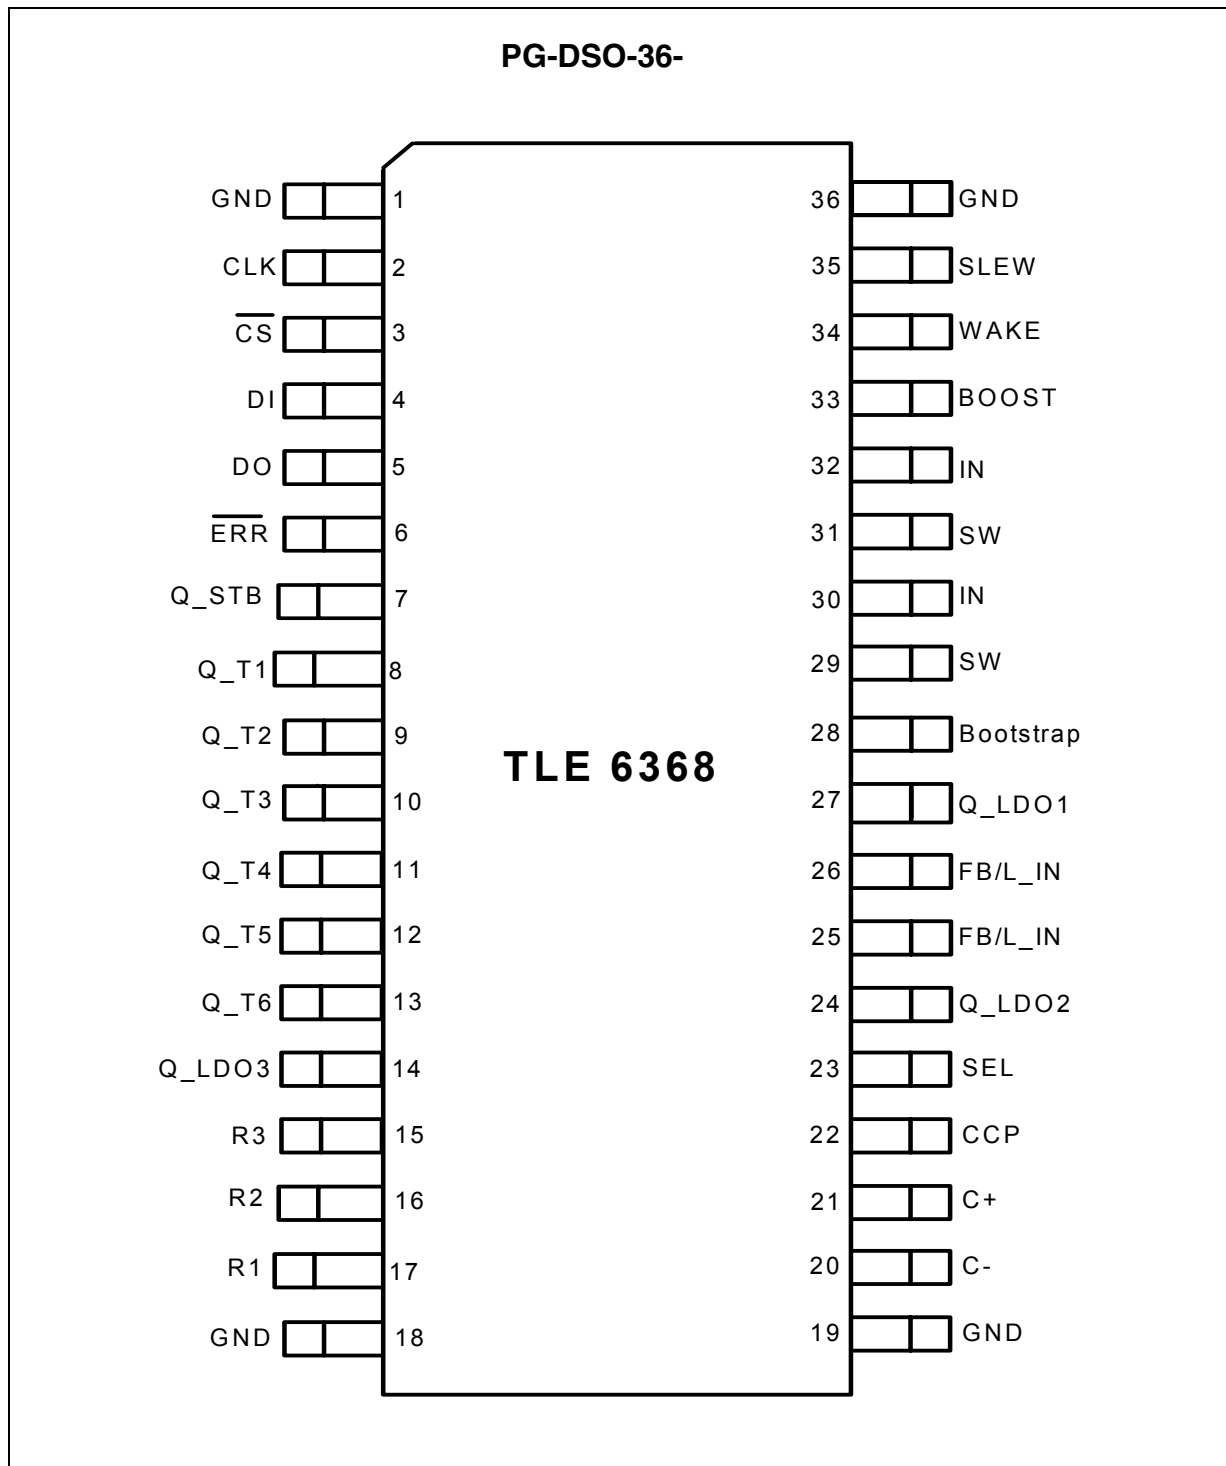 PG-DSO-36-
GND 1 36 GND
CLK 2 35 SLEW
C̅S̅ 3 34 WAKE
DI 4 33 BOOST
DO 5 32 IN
E̅R̅R̅ 6 31 SW
Q_STB 7 30 IN
Q_T1 8 29 SW
Q_T2 9 28 Bootstrap
TLE 6368
Q_T3 10 27 Q_LDO1
Q_T4 11 26 FB/L_IN
Q_T5 12 25 FB/L_IN
Q_T6 13 24 Q_LDO2
Q_LDO3 14 23 SEL
R3 15 22 CCP
R2 16 21 C+
R1 17 20 C-
GND 18 19 GND